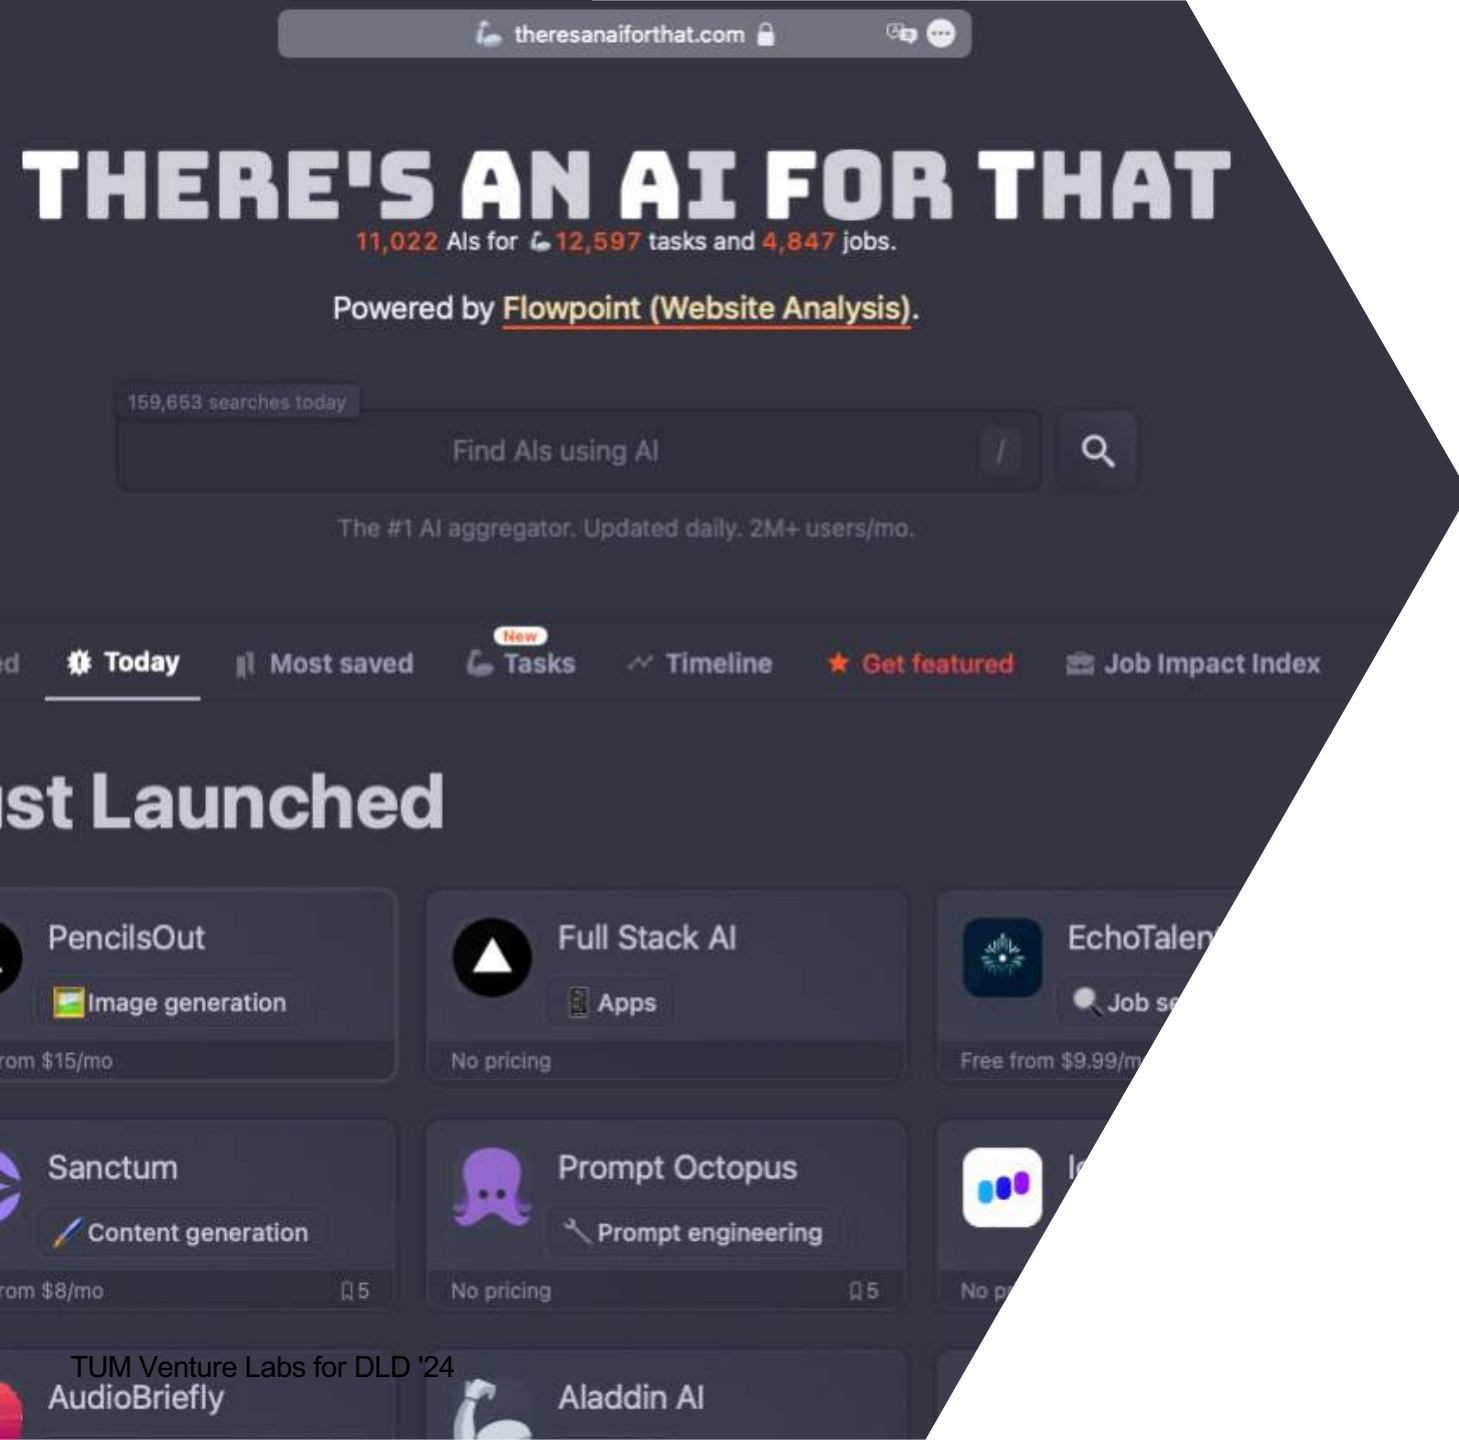 theresanaiforthat.com
THERE'S AN AI FOR THAT
11,022 AIs for 12,597 tasks and 4,847 jobs.
Powered by Flowpoint (Website Analysis).
159,653 searches today
Find AIs using AI /
The #1 AI aggregator. Updated daily. 2M+ users/mo.
New
Today Most saved Tasks Timeline Get featured Job Impact Index
Launched
PencilsOut Full Stack AI EchoTalent
Image generation Apps Job
$15/mo No pricing Free from $9.99/m
Sanctum Prompt Octopus
Content generation Prompt engineering
$8/mo 5 No pricing 5 No
TUM Venture Labs for DLD '24
AudioBriefly Aladdin AI